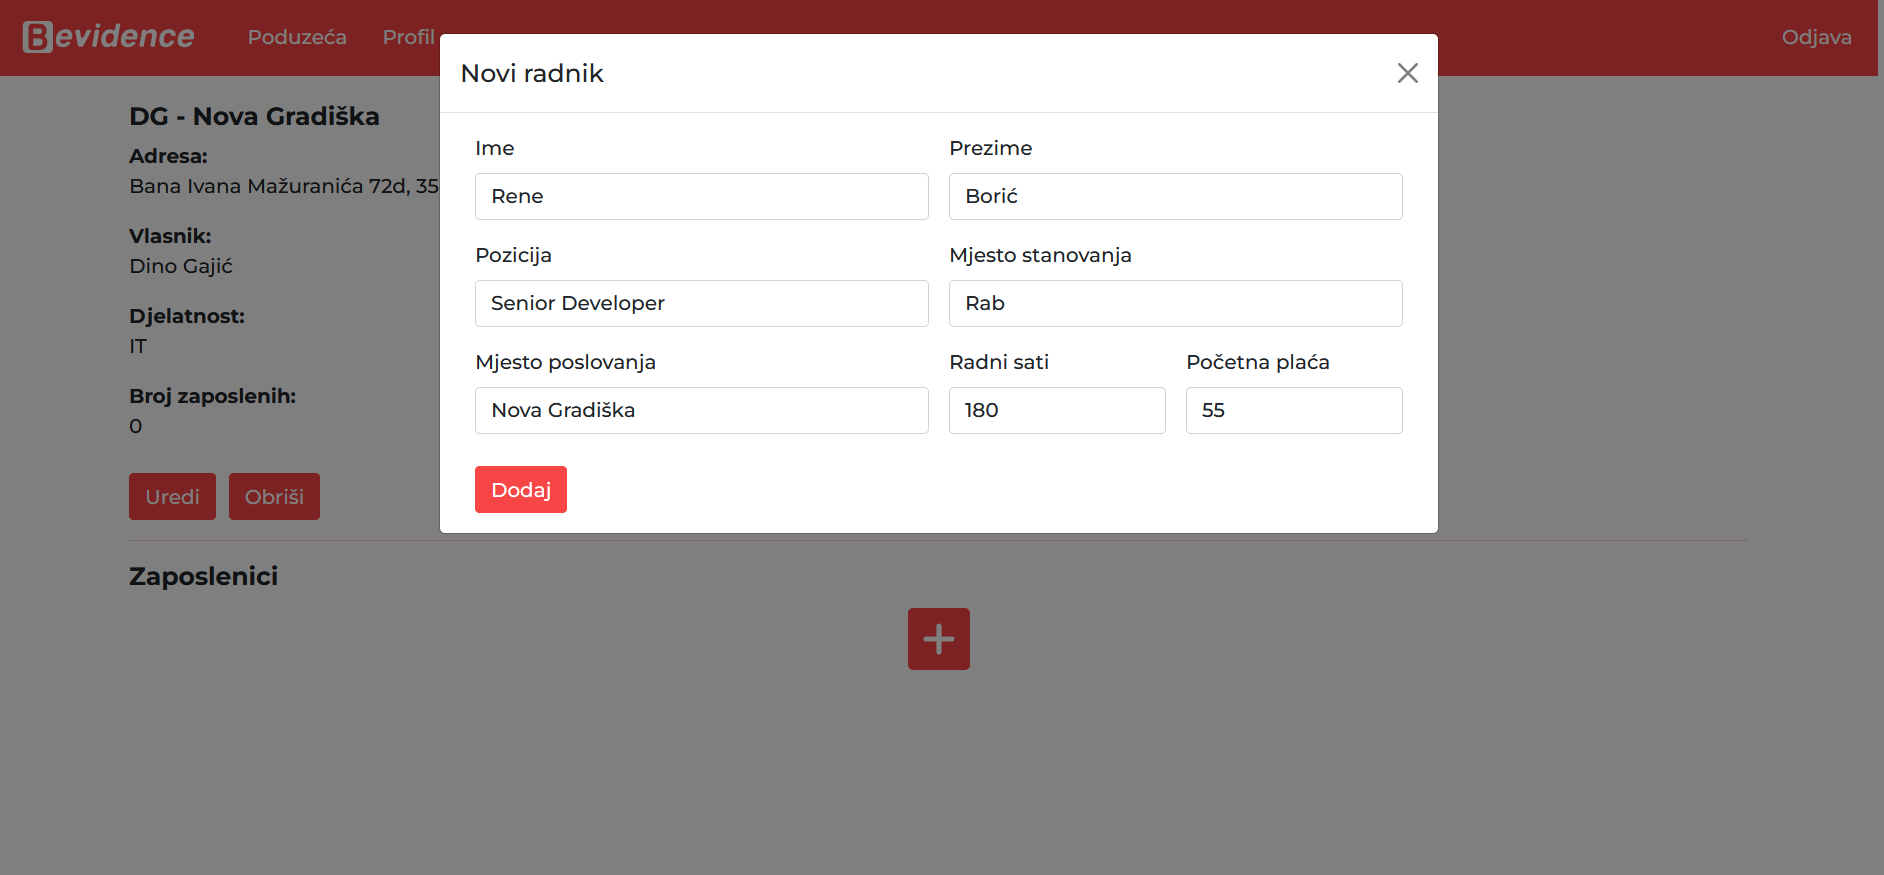 Bevidence Poduzeća Profil Odjava
Novi radnik
DG - Nova Gradiška
Adresa:
Bana Ivana Mažuranića 72d, 35
Vlasnik:
Dino Gajić
Djelatnost:
IT
Broj zaposlenih:
0
Uredi Obriši
Ime Prezime
Rene Borić
Pozicija Mjesto stanovanja
Senior Developer Rab
Mjesto poslovanja Radni sati Početna plaća
Nova Gradiška 180 55
Dodaj
Zaposlenici